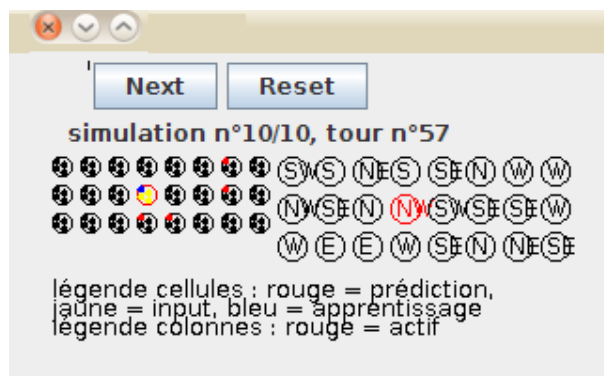 Next Reset
simulation n°10/10, tour n°57
SW S NE S SE N W W
NW SE N NW SW SE SE W
W E E W SE N NE SE
légende cellules : rouge = prédiction,
jaune = input, bleu = apprentissage
légende colonnes : rouge = actif